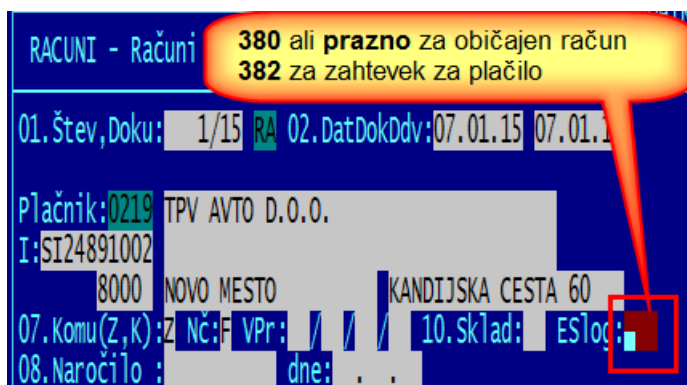 RACUNI - Računi
380 ali prazno za običajen račun
382 za zahtevek za plačilo
01.Štev,Doku: 1/15 RA 02.DatDokDdv:07.01.15 07.01.1
Plačnik:0219 TPV AVTO D.O.O.
I:SI24891002
8000 NOVO MESTO KANDIJSKA CESTA 60
07.Komu(Z,K):Z Nč:F VPr: / / / 10.Sklad: ESlog:
08.Naročilo : dne: . .